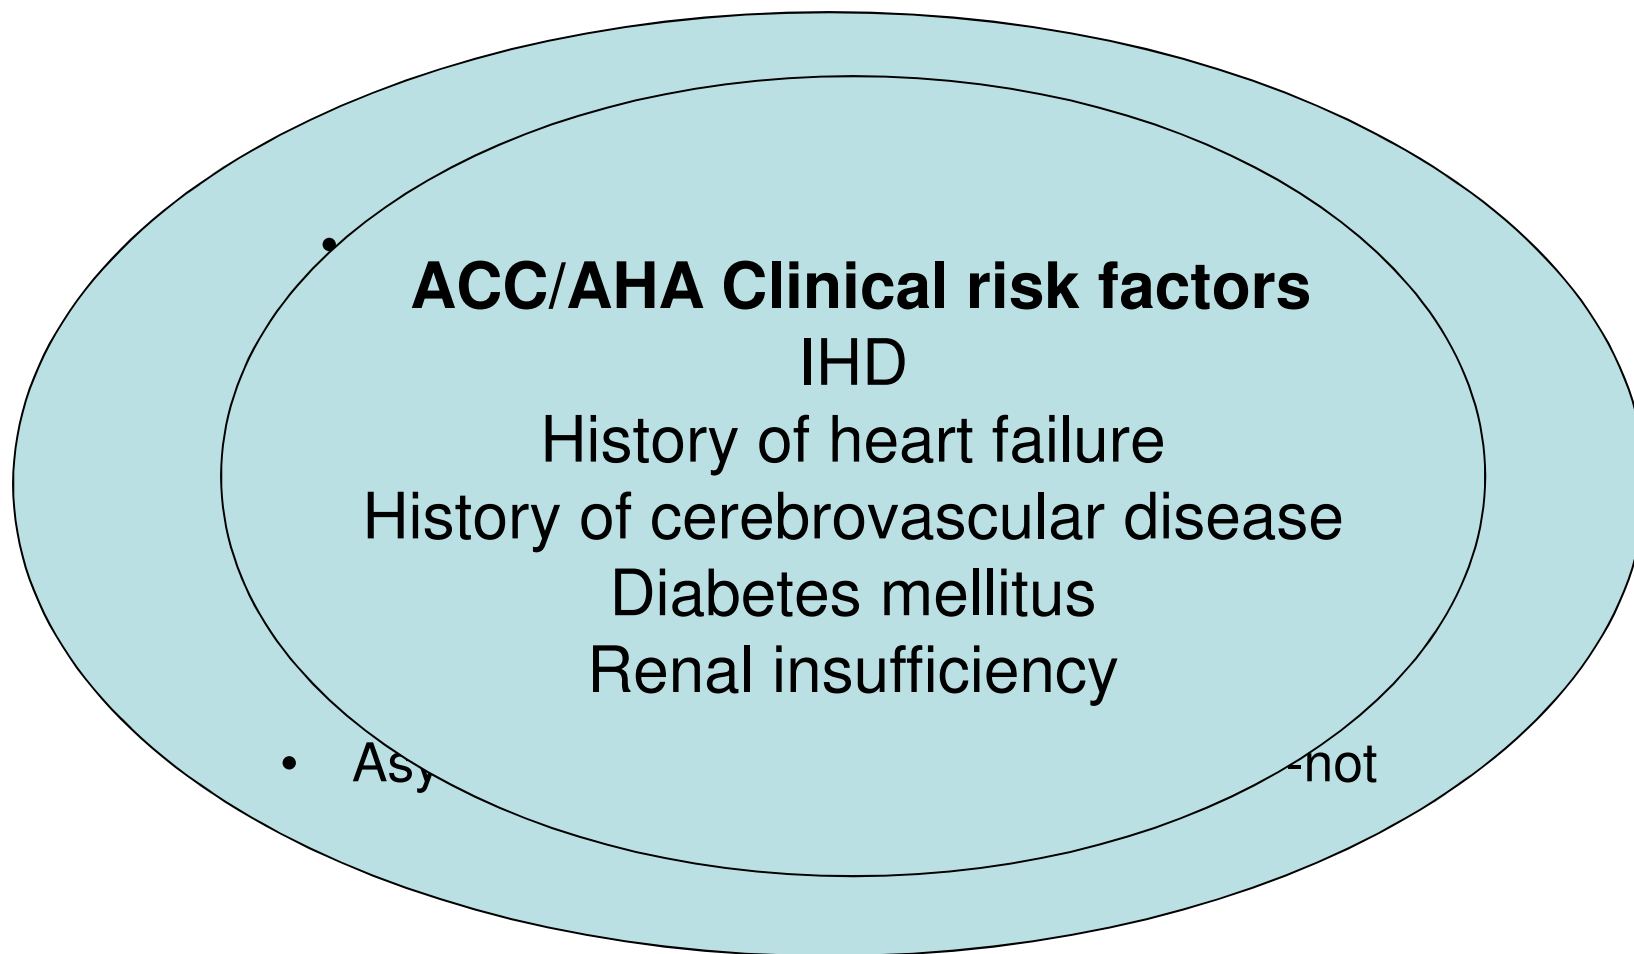 •
ACC/AHA Clinical risk factors
IHD
History of heart failure
History of cerebrovascular disease
Diabetes mellitus
Renal insufficiency
• -not